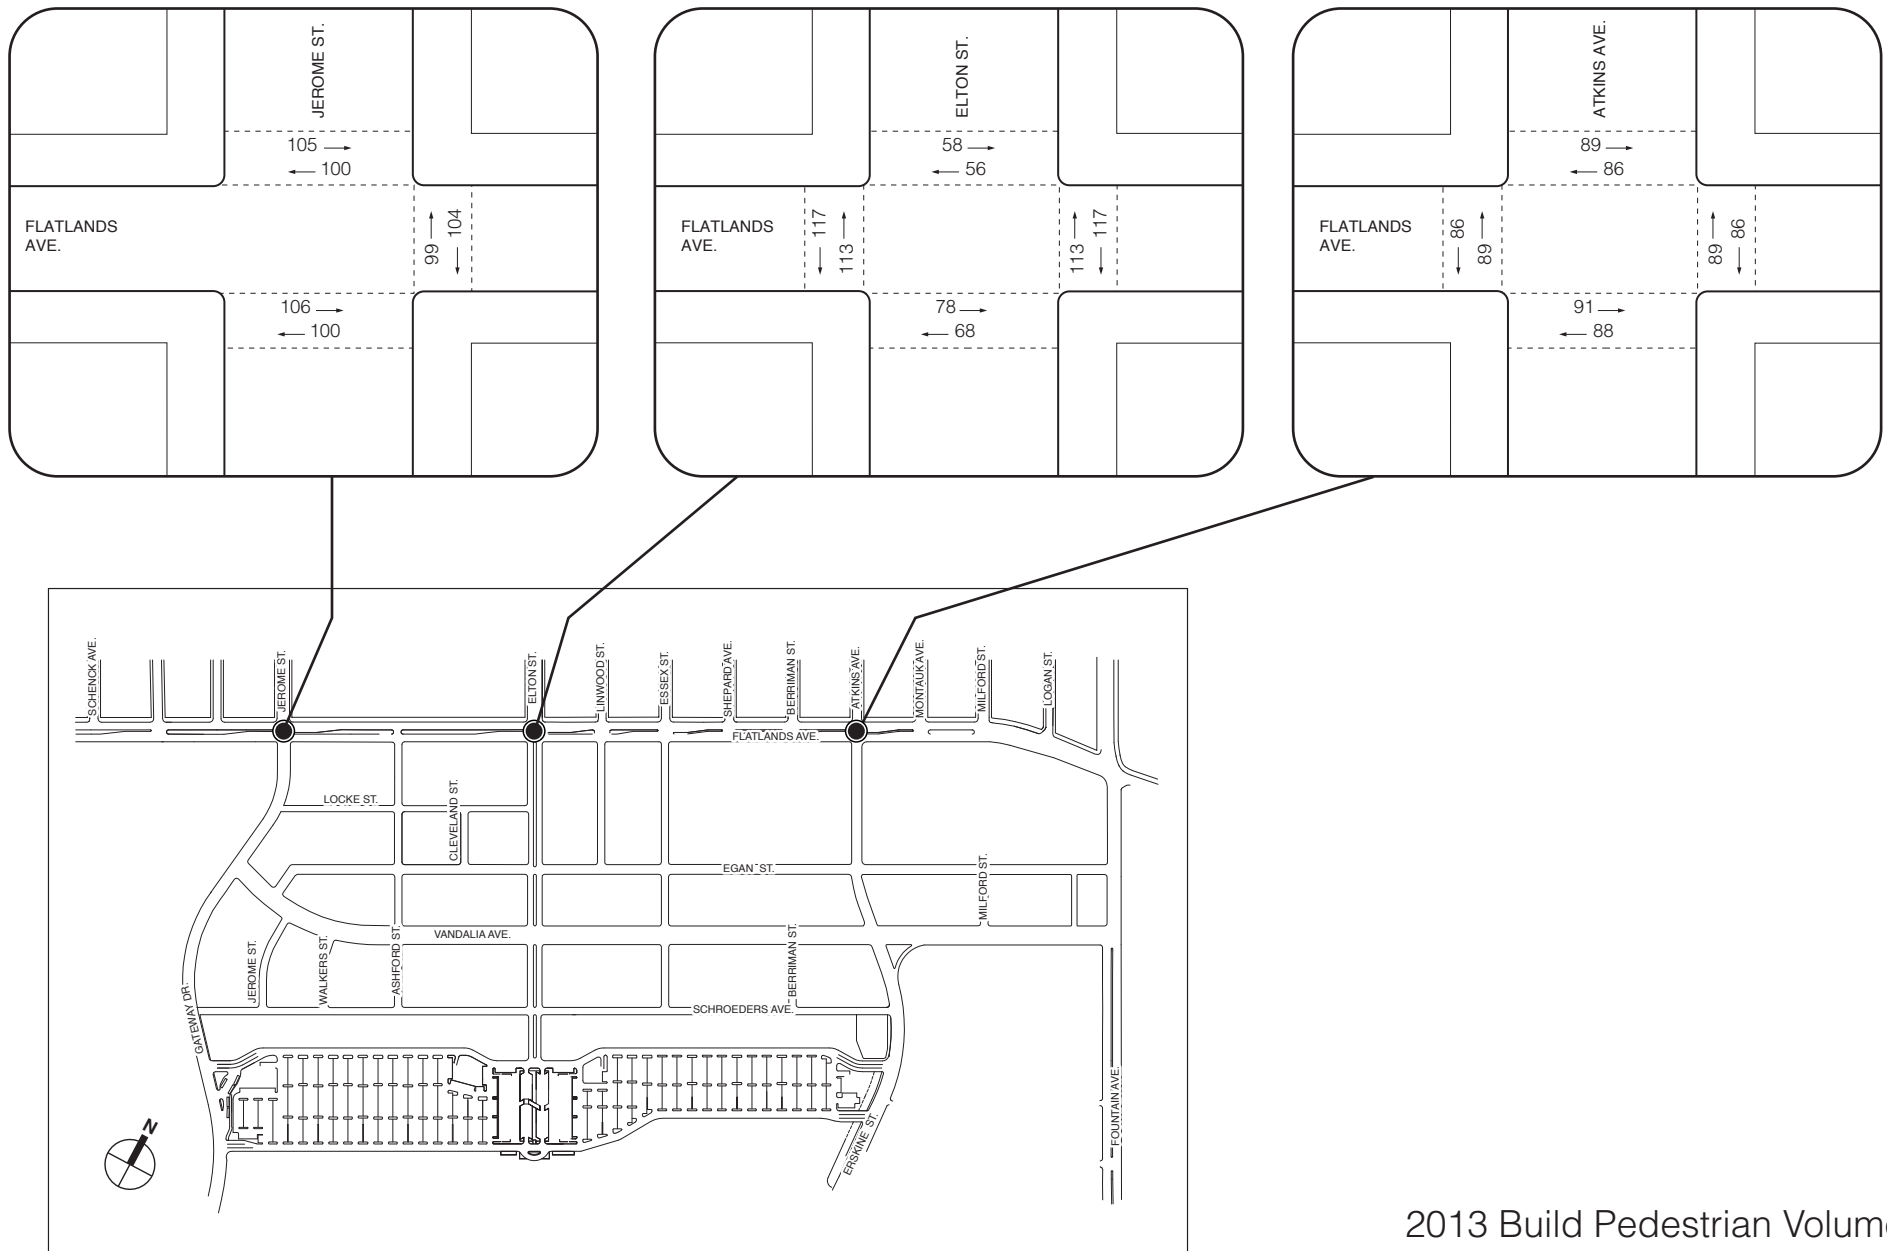 JEROME ST.
105
100
FLATLANDS
AVE.
99
104
106
100
ELTON ST.
58
56
FLATLANDS
AVE.
117
113
113
117
78
68
ATKINS AVE.
89
86
FLATLANDS
AVE.
86
89
89
86
91
88
SCHENCK AVE.
JEROME ST.
ELTON ST.
LINWOOD ST.
ESSEX ST.
SHEPARD AVE.
BERRIMAN ST.
ATKINS AVE.
MONTAUK AVE.
MILFORD ST.
LOGAN ST.
FLATLANDS AVE.
LOCKE ST.
CLEVELAND ST.
EGAN ST.
MILFORD ST.
VANDALIA AVE.
JEROME ST.
WALKERS ST.
ASHFORD ST.
BERRIMAN ST.
GATEWAY DR.
SCHROEDERS AVE.
FOUNTAIN AVE.
ERSKINE ST.
N
2013 Build Pedestrian Volum